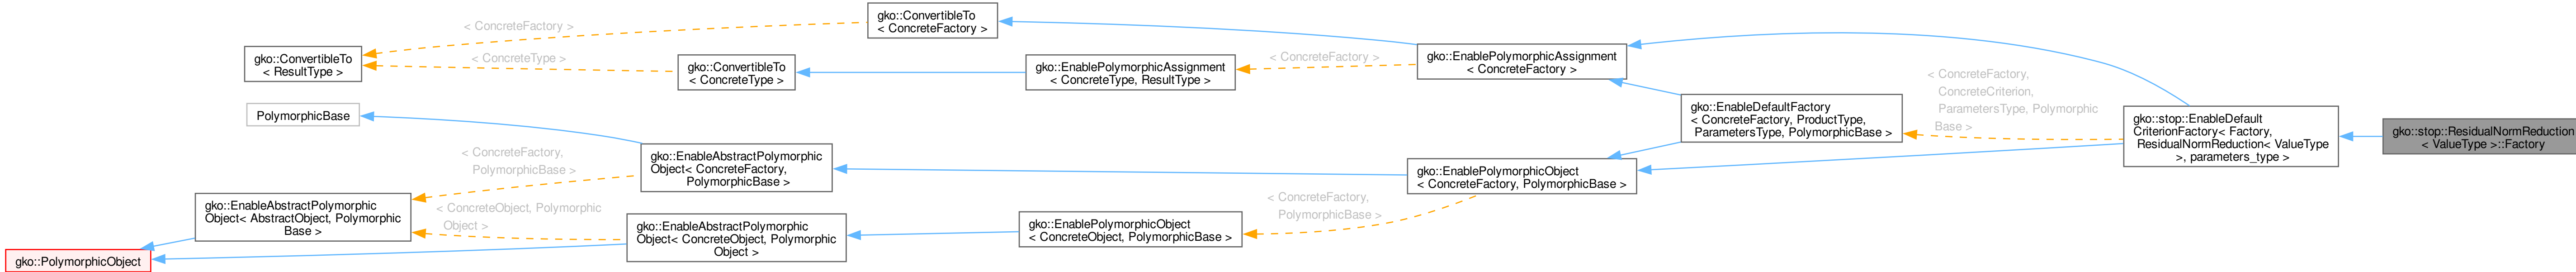 gko::ConvertibleTo
< ConcreteFactory >
< ConcreteFactory >
gko::ConvertibleTo
< ResultType >
< ConcreteType >
gko::ConvertibleTo
< ConcreteType >
gko::EnablePolymorphicAssignment
< ConcreteType, ResultType >
< ConcreteFactory >
gko::EnablePolymorphicAssignment
< ConcreteFactory >
PolymorphicBase
gko::EnableDefaultFactory
< ConcreteFactory, ProductType,
ParametersType, PolymorphicBase >
< ConcreteFactory,
ConcreteCriterion,
ParametersType, Polymorphic
Base >
gko::stop::EnableDefault
CriterionFactory< Factory,
ResidualNormReduction< ValueType
>, parameters_type >
gko::stop::ResidualNormReduction
< ValueType >::Factory
< ConcreteFactory,
PolymorphicBase >
gko::EnableAbstractPolymorphic
Object< ConcreteFactory,
PolymorphicBase >
gko::EnablePolymorphicObject
< ConcreteFactory, PolymorphicBase >
gko::EnableAbstractPolymorphic
Object< AbstractObject, Polymorphic
Base >
< ConcreteObject, Polymorphic
Object >
gko::EnableAbstractPolymorphic
Object< ConcreteObject, Polymorphic
Object >
gko::EnablePolymorphicObject
< ConcreteObject, PolymorphicBase >
< ConcreteFactory,
PolymorphicBase >
gko::PolymorphicObject